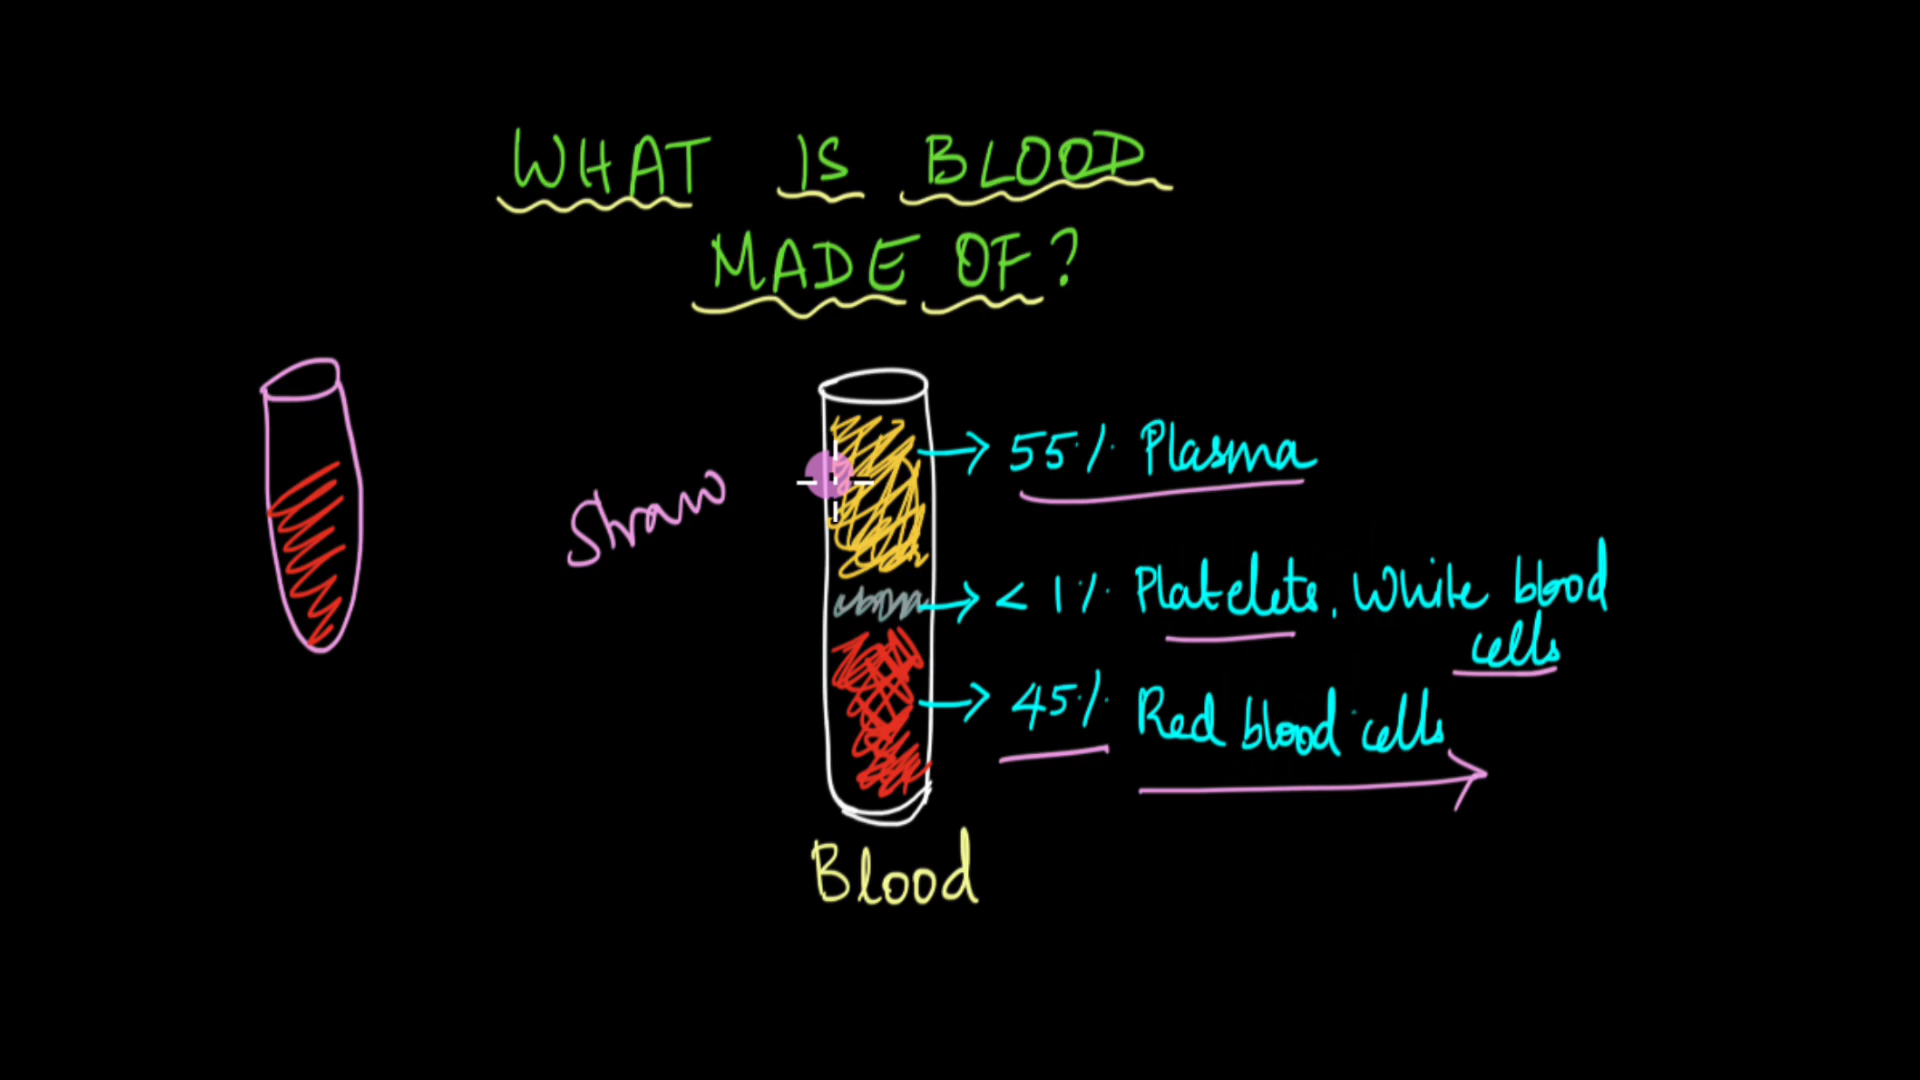 WHAT IS BLOOD
MADE OF?
Straw
55% Plasma
< 1% Platelets, White blood
cells
45% Red blood cells
Blood